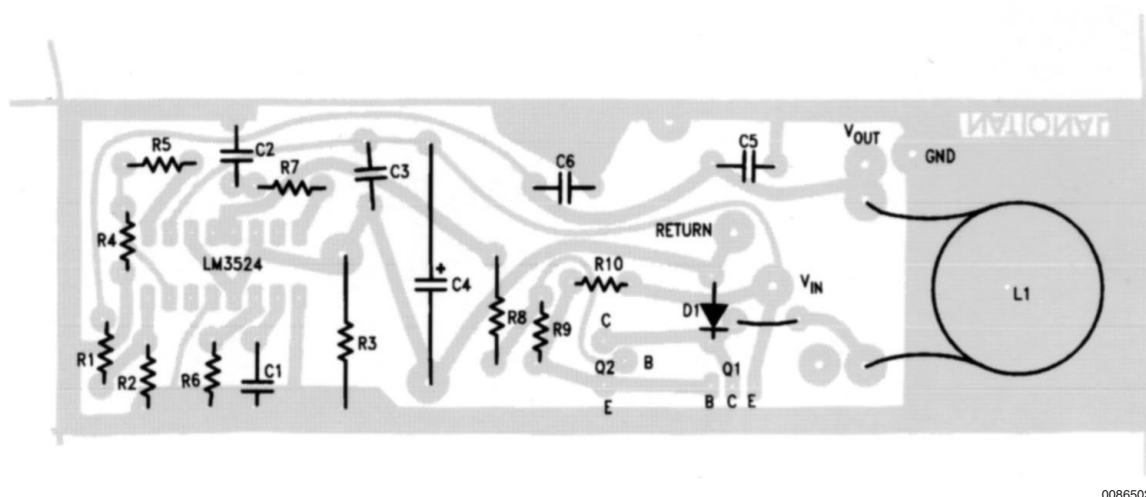 NATIONAL
R5
C2
R7
C3
C6
C5
VOUT
GND
R4
LM3524
RETURN
R10
C4
VIN
D1
L1
R1
R2
R6
C1
R3
R8
R9
C
Q2
B
Q1
E
B C E